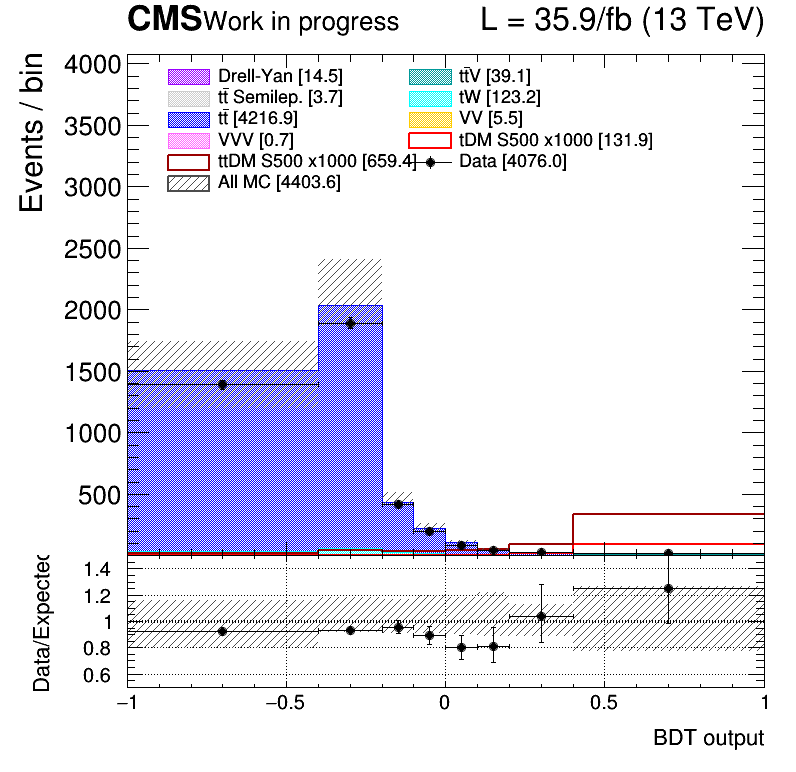 CMS Work in progress L = 35.9/fb (13 TeV)
Events / bin
4000
3500
3000
2500
2000
1500
1000
500
Drell-Yan [14.5]
tt̄V [39.1]
tt̄ Semilep. [3.7]
tW [123.2]
tt̄ [4216.9]
VV [5.5]
VVV [0.7]
tDM S500 x1000 [131.9]
ttDM S500 x1000 [659.4]
Data [4076.0]
All MC [4403.6]
Data/Expected
1.4
1.2
1
0.8
0.6
−1 −0.5 0 0.5 1
BDT output